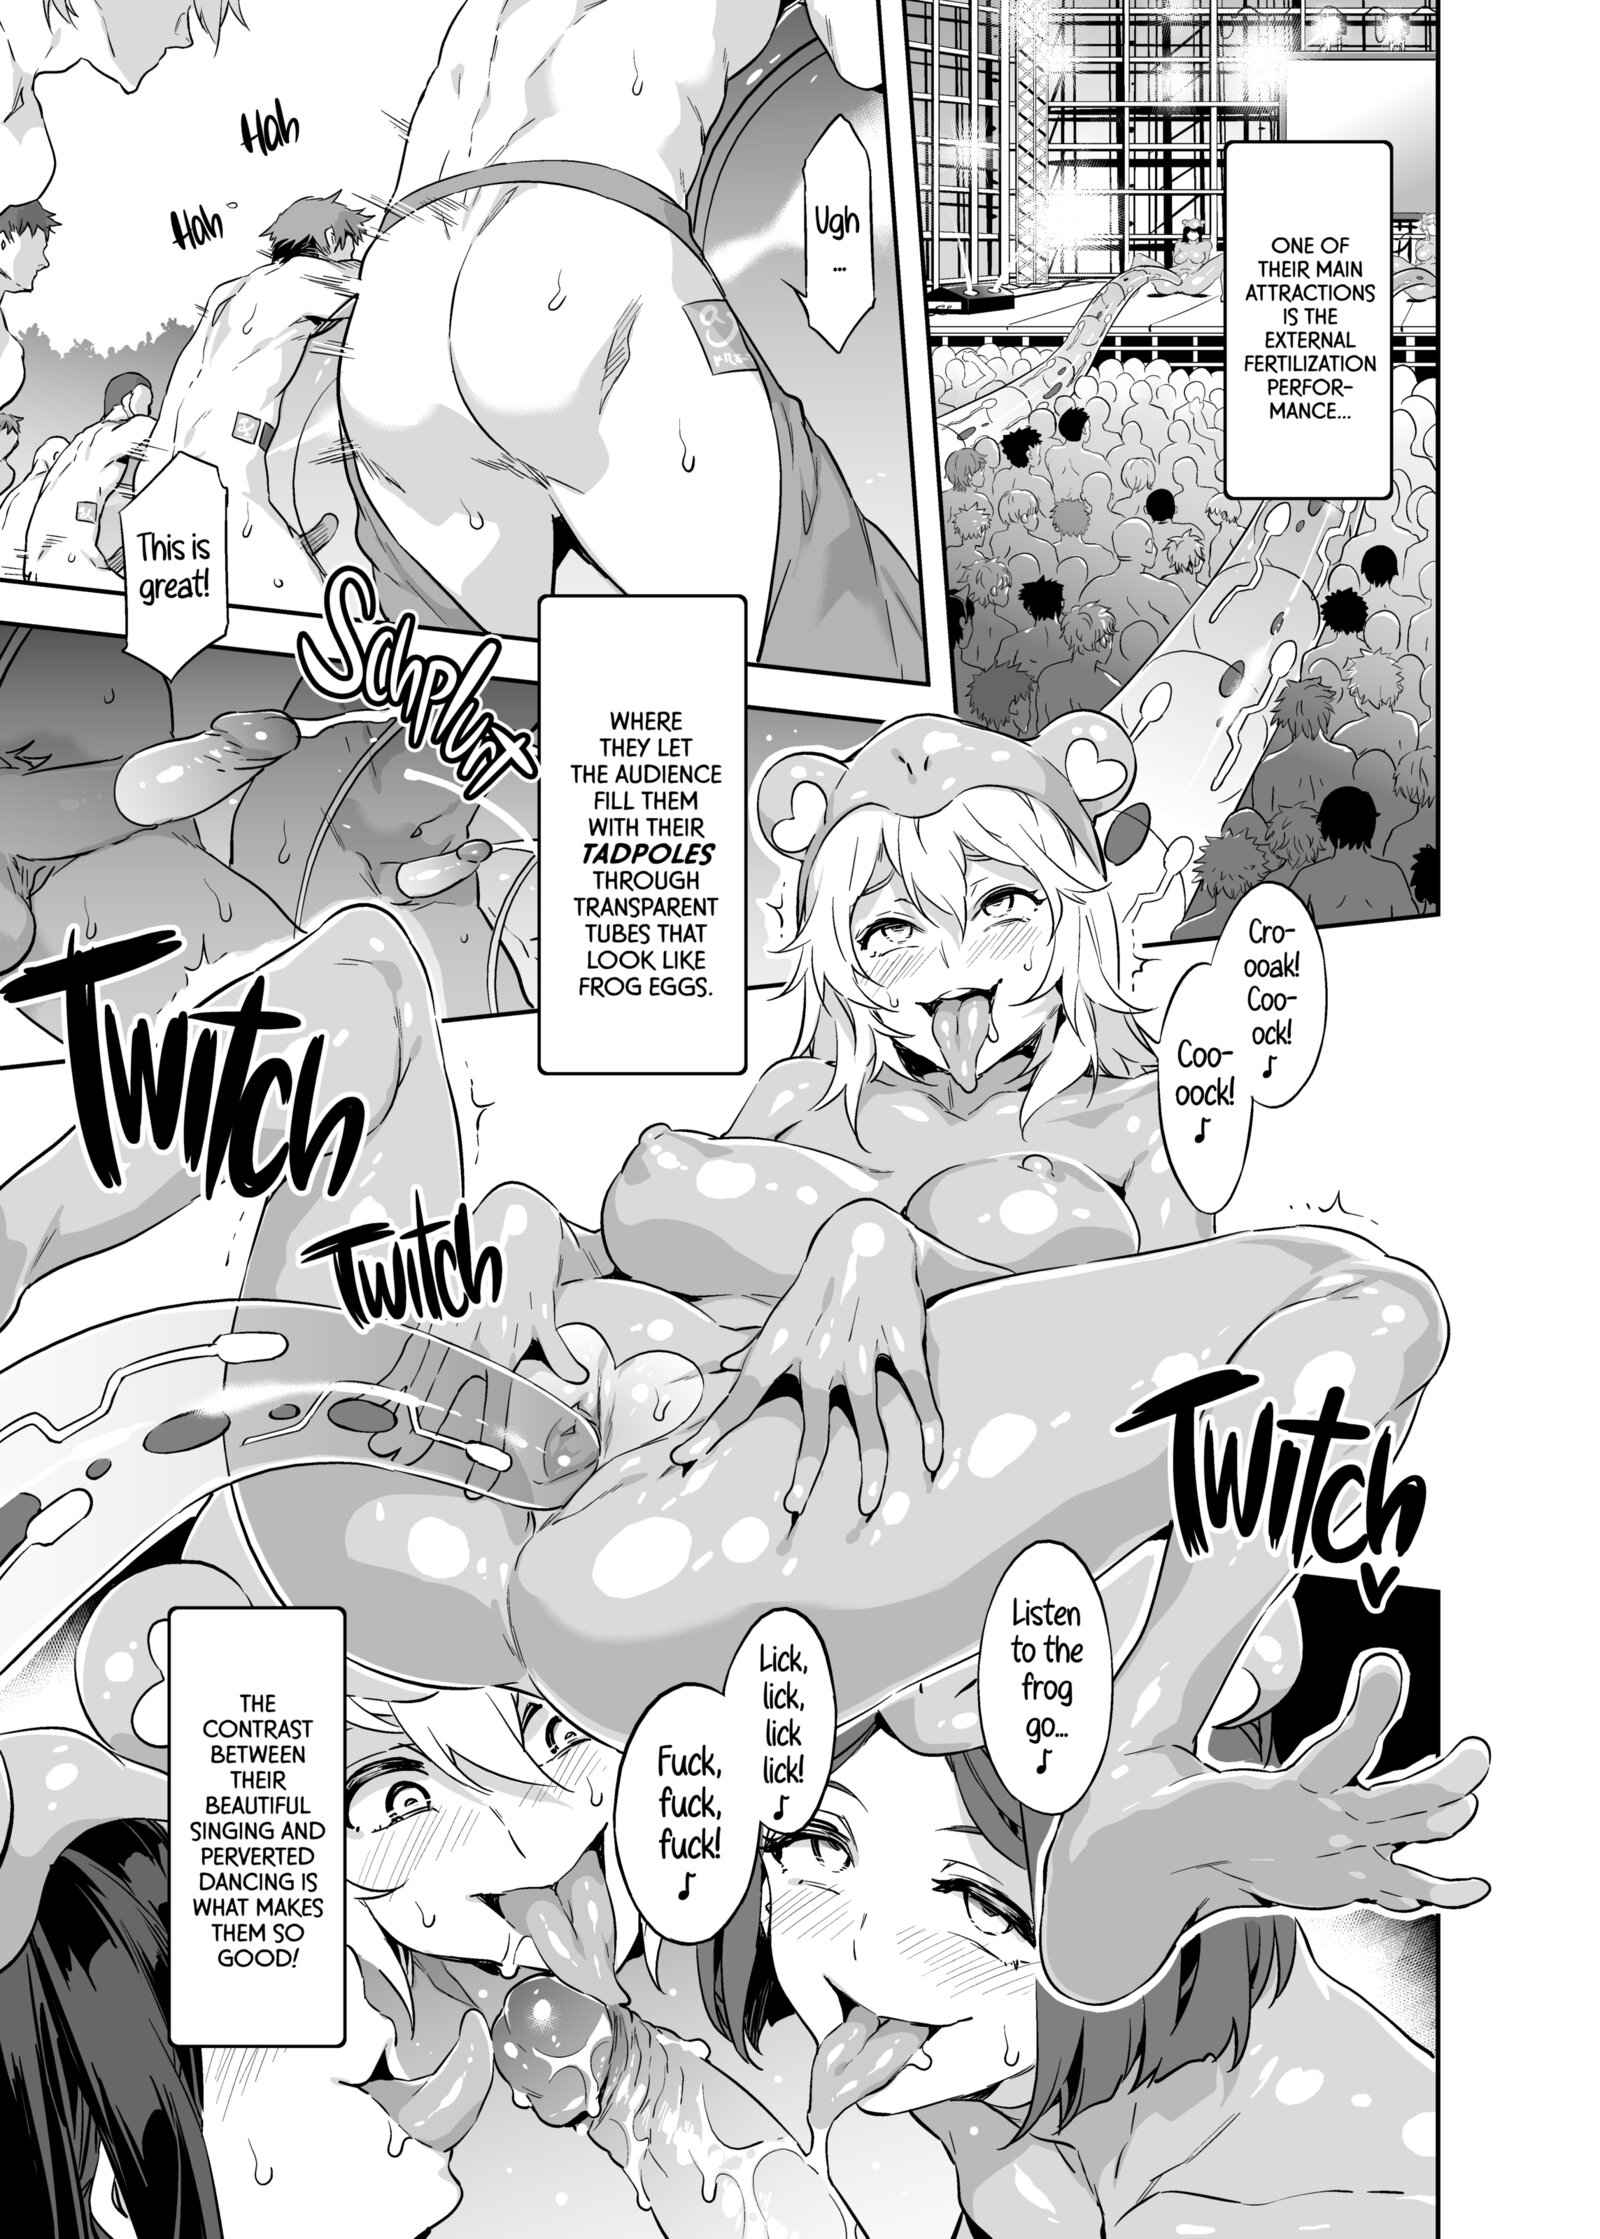 ONE OF
THEIR MAIN
ATTRACTIONS
IS THE
EXTERNAL
FERTILIZATION
PERFOR-
MANCE...
Ugh
...
Hah
Hah
This is
great!
Schplurt
WHERE
THEY LET
THE AUDIENCE
FILL THEM
WITH THEIR
TADPOLES
THROUGH
TRANSPARENT
TUBES THAT
LOOK LIKE
FROG EGGS.
Cro-
ooak!
Coo-
ock!
♪
Coo-
oock!
♪
Twitch
Twitch
Twitch
Listen
to the
frog
go...
♪
Lick,
lick,
lick
lick!
♪
Fuck,
fuck,
fuck!
♪
THE
CONTRAST
BETWEEN
THEIR
BEAUTIFUL
SINGING AND
PERVERTED
DANCING IS
WHAT MAKES
THEM SO
GOOD!